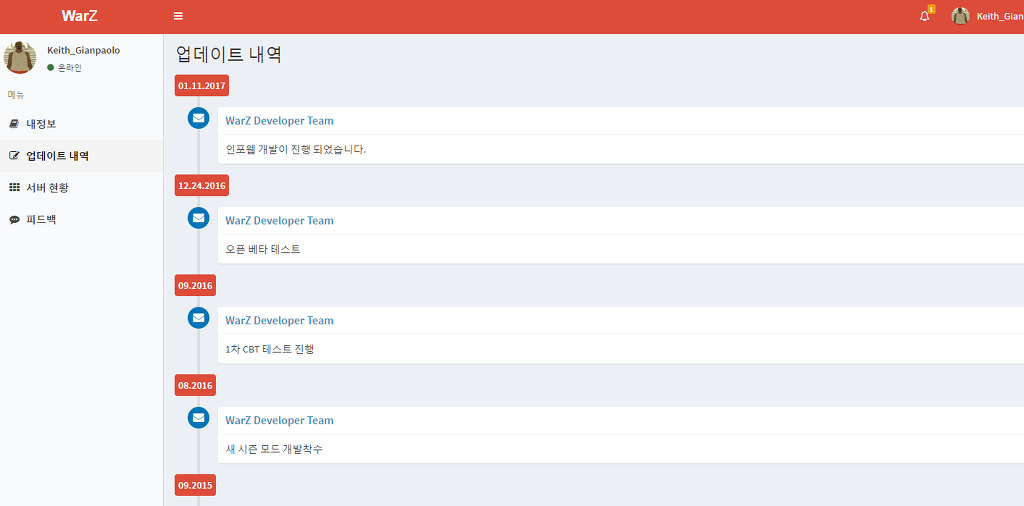 WarZ
1
Keith_Gian
Keith_Gianpaolo
온라인
메뉴
내정보
업데이트 내역
서버 현황
피드백
업데이트 내역
01.11.2017
WarZ Developer Team
인포웹 개발이 진행 되었습니다.
12.24.2016
WarZ Developer Team
오픈 베타 테스트
09.2016
WarZ Developer Team
1차 CBT 테스트 진행
08.2016
WarZ Developer Team
새 시즌 모드 개발착수
09.2015